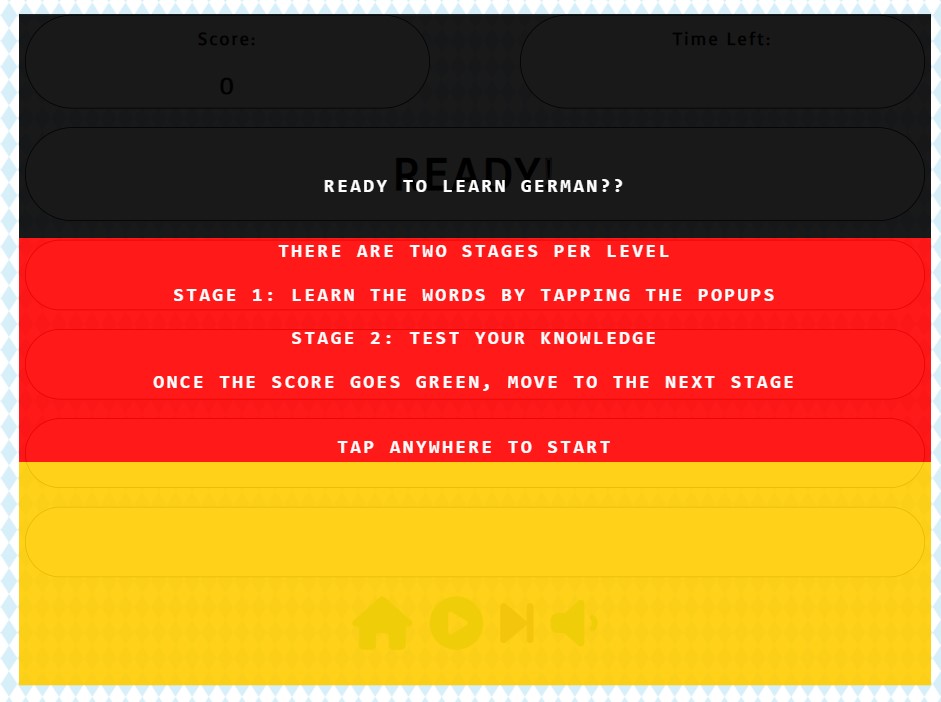 Score:
Time Left:
0
READY!
READY TO LEARN GERMAN??
THERE ARE TWO STAGES PER LEVEL
STAGE 1: LEARN THE WORDS BY TAPPING THE POPUPS
STAGE 2: TEST YOUR KNOWLEDGE
ONCE THE SCORE GOES GREEN, MOVE TO THE NEXT STAGE
TAP ANYWHERE TO START